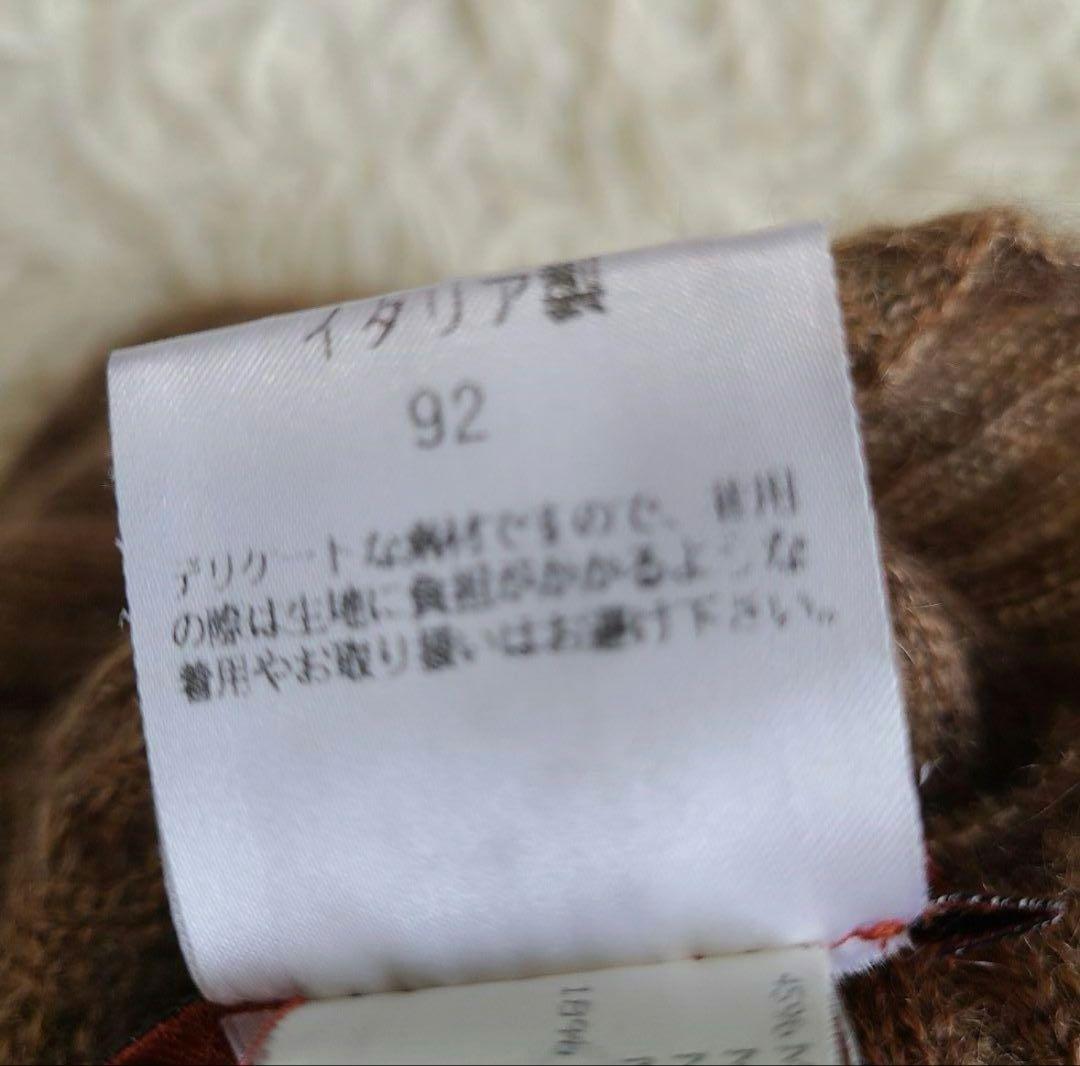 イタリア製
92
デリケートな素材ですので、着用
の際は生地に負担がかかるような
着用やお取り扱いはお避け下さい。
18%
45% M